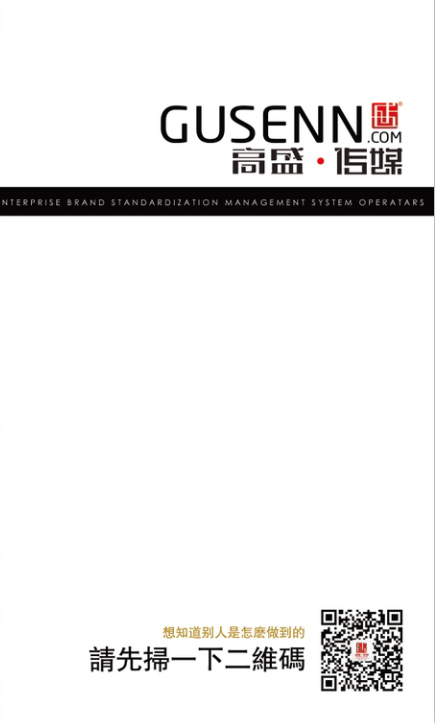 GUSENN
.COM
高盛·传媒
NTERPRISE BRAND STANDARDIZATION MANAGEMENT SYSTEM OPERATARS
想知道别人是怎麽做到的
請先掃一下二維碼